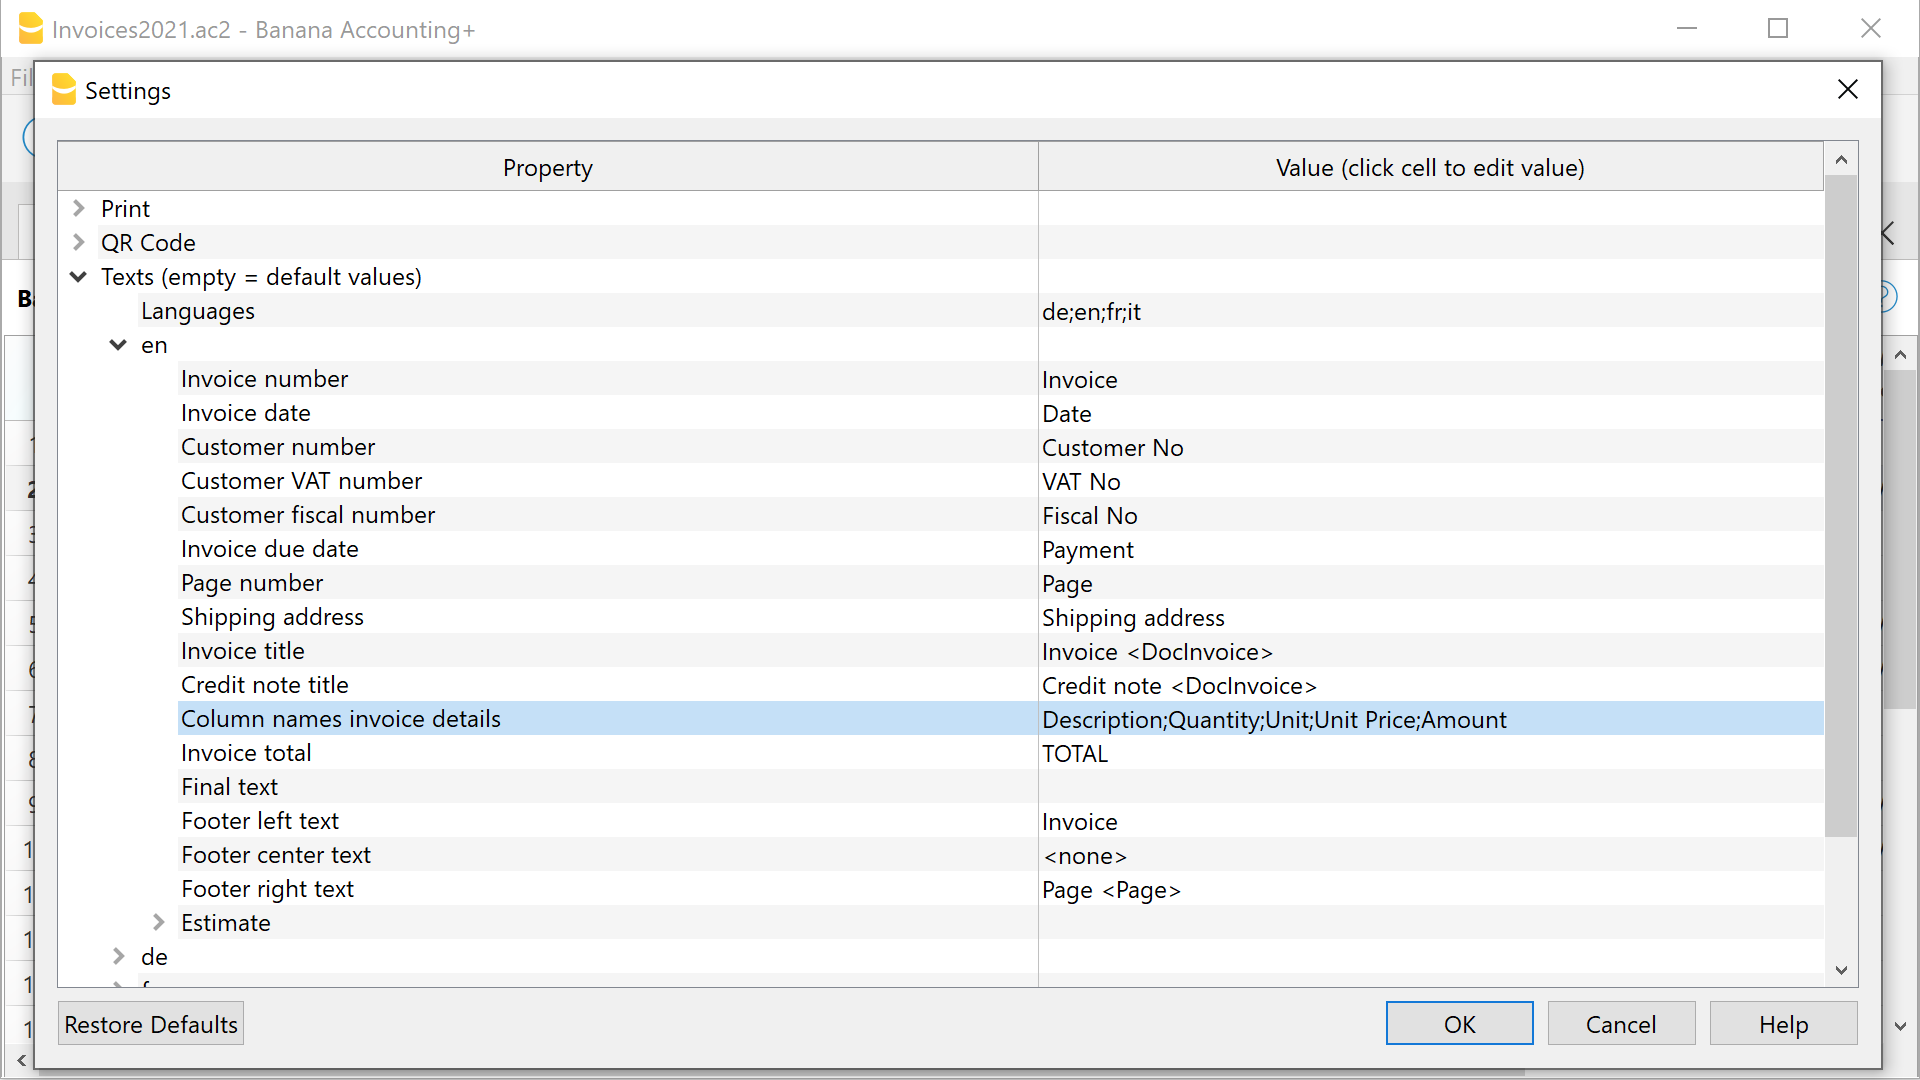 Invoices2021.ac2 - Banana Accounting+
Fil
Settings
Property Value (click cell to edit value)
Print
QR Code
Texts (empty = default values)
Languages de;en;fr;it
en
Invoice number Invoice
Invoice date Date
Customer number Customer No
Customer VAT number VAT No
Customer fiscal number Fiscal No
Invoice due date Payment
Page number Page
Shipping address Shipping address
Invoice title Invoice <DocInvoice>
Credit note title Credit note <DocInvoice>
Column names invoice details Description;Quantity;Unit;Unit Price;Amount
Invoice total TOTAL
Final text
Footer left text Invoice
Footer center text <none>
Footer right text Page <Page>
Estimate
de
Restore Defaults OK Cancel Help